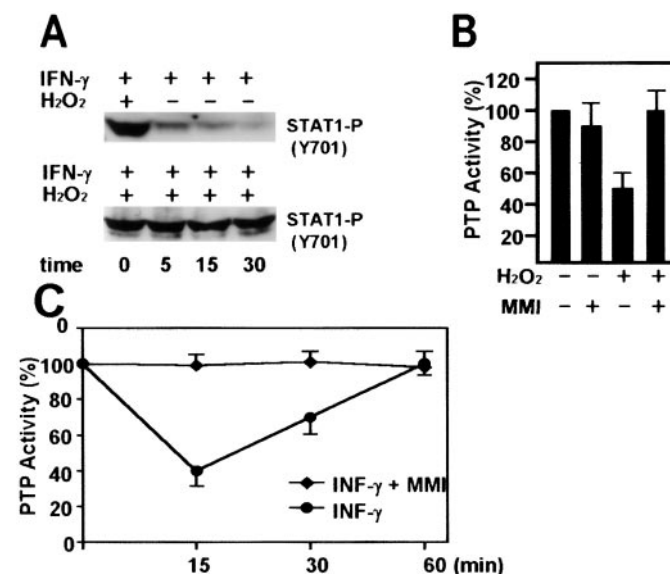 A
IFN-γ + + + +
H₂O₂ + − − −
STAT1-P
(Y701)
IFN-γ + + + +
H₂O₂ + + + +
STAT1-P
(Y701)
time 0 5 15 30
B
PTP Activity (%)
120
100
80
60
40
20
H₂O₂ − − + +
MMI − + − +
C
PTP Activity (%)
0
100
80
60
40
20
0
INF-γ + MMI
INF-γ
15 30 60 (min)